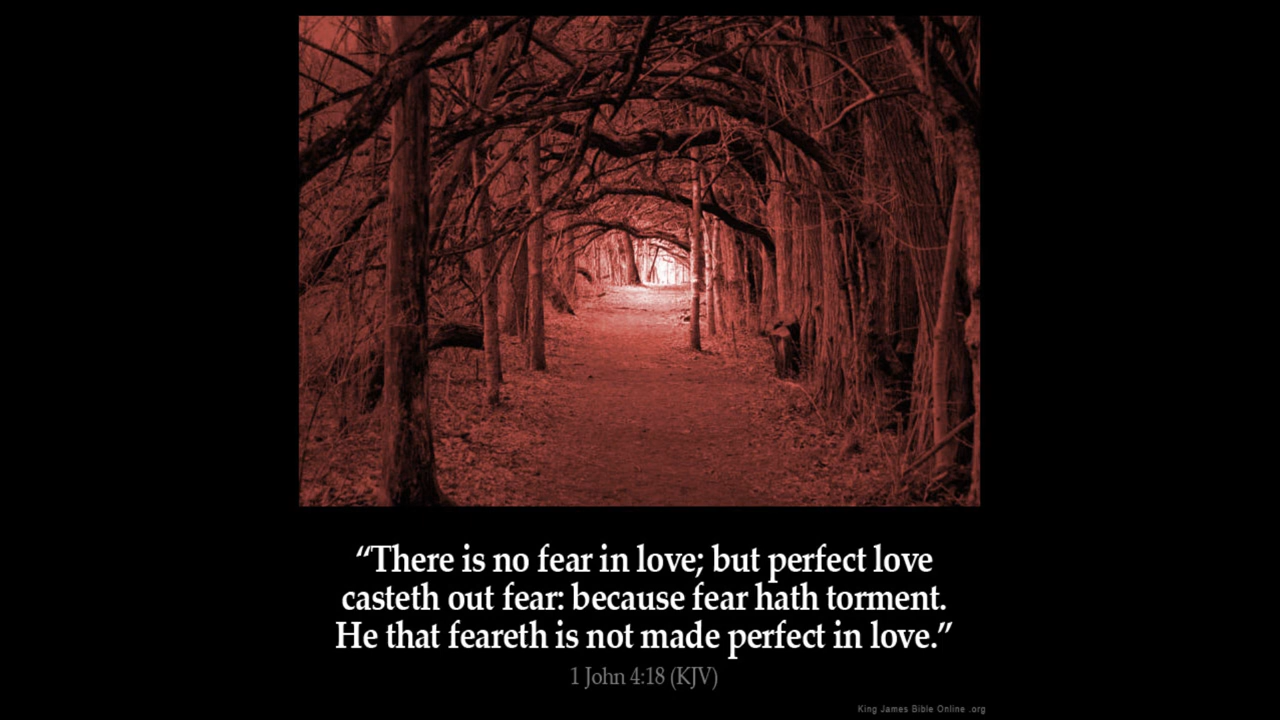 “There is no fear in love; but perfect love
casteth out fear: because fear hath torment.
He that feareth is not made perfect in love.”
1 John 4:18 (KJV)
King James Bible Online .org